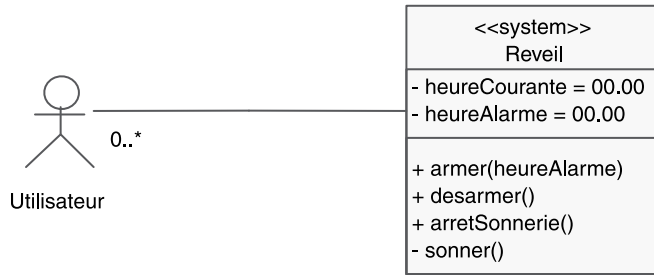 <<system>>
Reveil
- heureCourante = 00.00
- heureAlarme = 00.00
0..*
+ armer(heureAlarme)
+ desarmer()
+ arretSonnerie()
- sonner()
Utilisateur